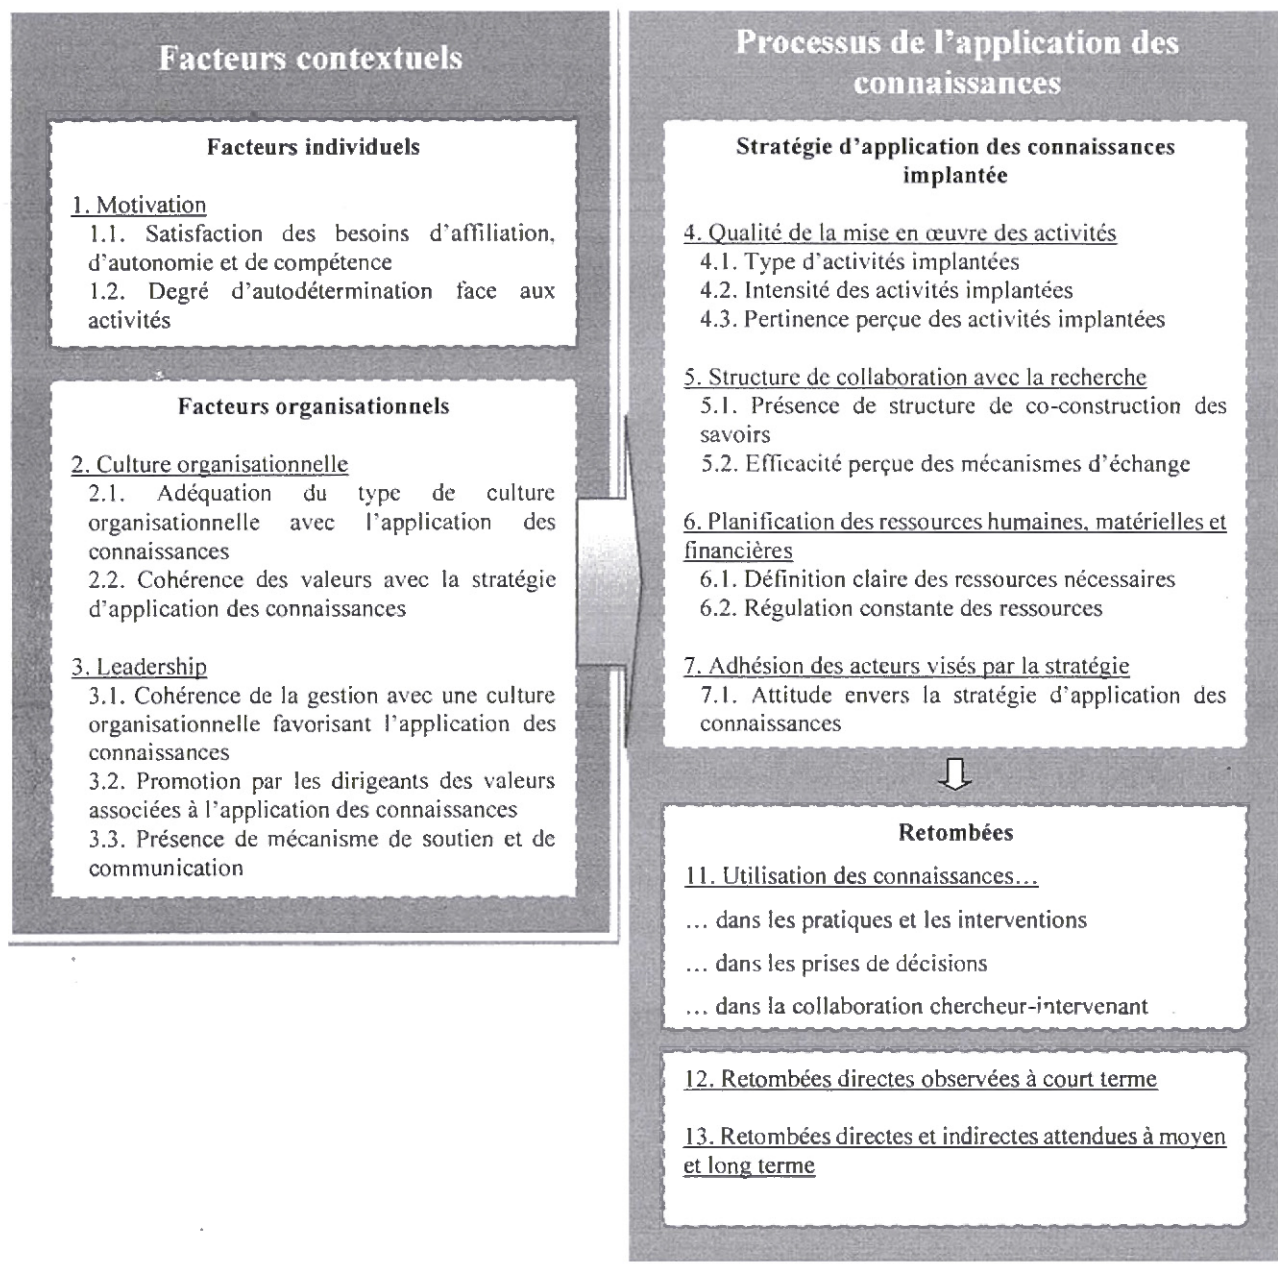 Facteurs contextuels
Facteurs individuels
1. Motivation
1.1. Satisfaction des besoins d'affiliation,
d'autonomie et de compétence
1.2. Degré d'autodétermination face aux
activités
Facteurs organisationnels
2. Culture organisationnelle
2.1. Adéquation du type de culture
organisationnelle avec l'application des
connaissances
2.2. Cohérence des valeurs avec la stratégie
d'application des connaissances
3. Leadership
3.1. Cohérence de la gestion avec une culture
organisationnelle favorisant l'application des
connaissances
3.2. Promotion par les dirigeants des valeurs
associées à l'application des connaissances
3.3. Présence de mécanisme de soutien et de
communication
Processus de l'application des
connaissances
Stratégie d'application des connaissances
implantée
4. Qualité de la mise en œuvre des activités
4.1. Type d'activités implantées
4.2. Intensité des activités implantées
4.3. Pertinence perçue des activités implantées
5. Structure de collaboration avec la recherche
5.1. Présence de structure de co-construction des
savoirs
5.2. Efficacité perçue des mécanismes d'échange
6. Planification des ressources humaines, matérielles et
financières
6.1. Définition claire des ressources nécessaires
6.2. Régulation constante des ressources
7. Adhésion des acteurs visés par la stratégie
7.1. Attitude envers la stratégie d'application des
connaissances
Retombées
11. Utilisation des connaissances…
… dans les pratiques et les interventions
… dans les prises de décisions
… dans la collaboration chercheur-intervenant
12. Retombées directes observées à court terme
13. Retombées directes et indirectes attendues à moyen
et long terme